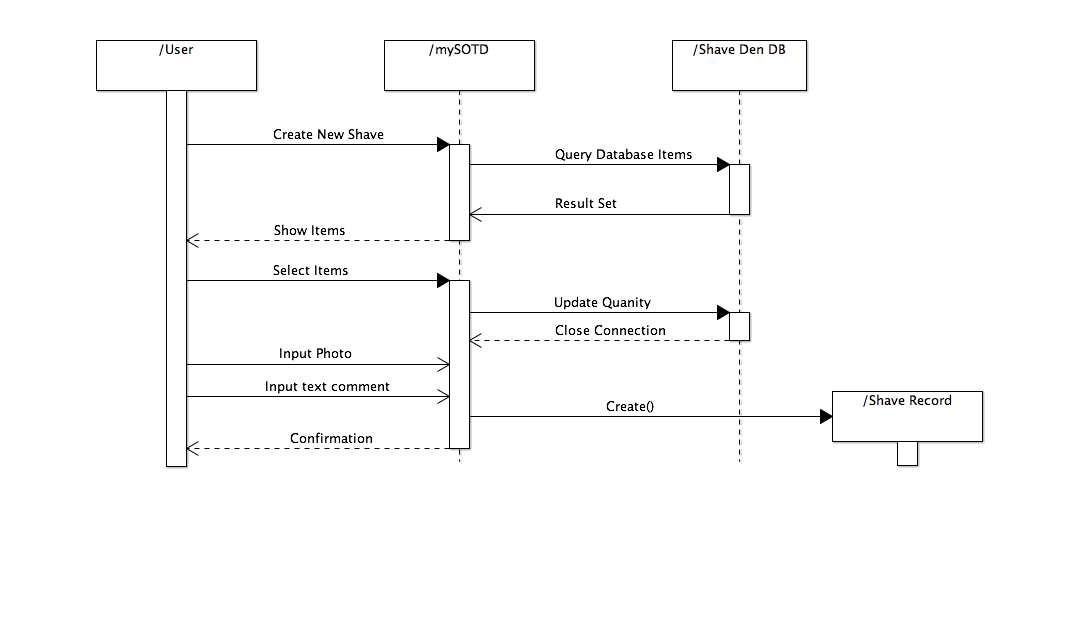 /User
/mySOTD
/Shave Den DB
Create New Shave
Query Database Items
Result Set
Show Items
Select Items
Update Quanity
Close Connection
Input Photo
Input text comment
/Shave Record
Create()
Confirmation